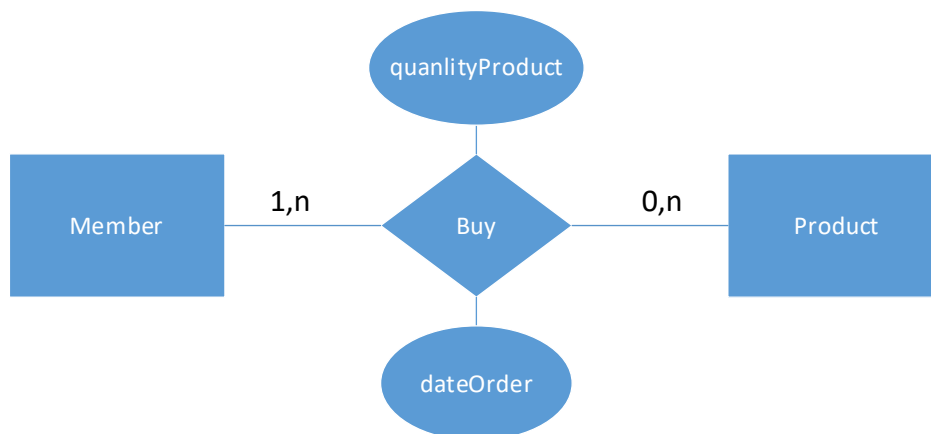 quanlityProduct
Member
1,n
Buy
0,n
Product
dateOrder